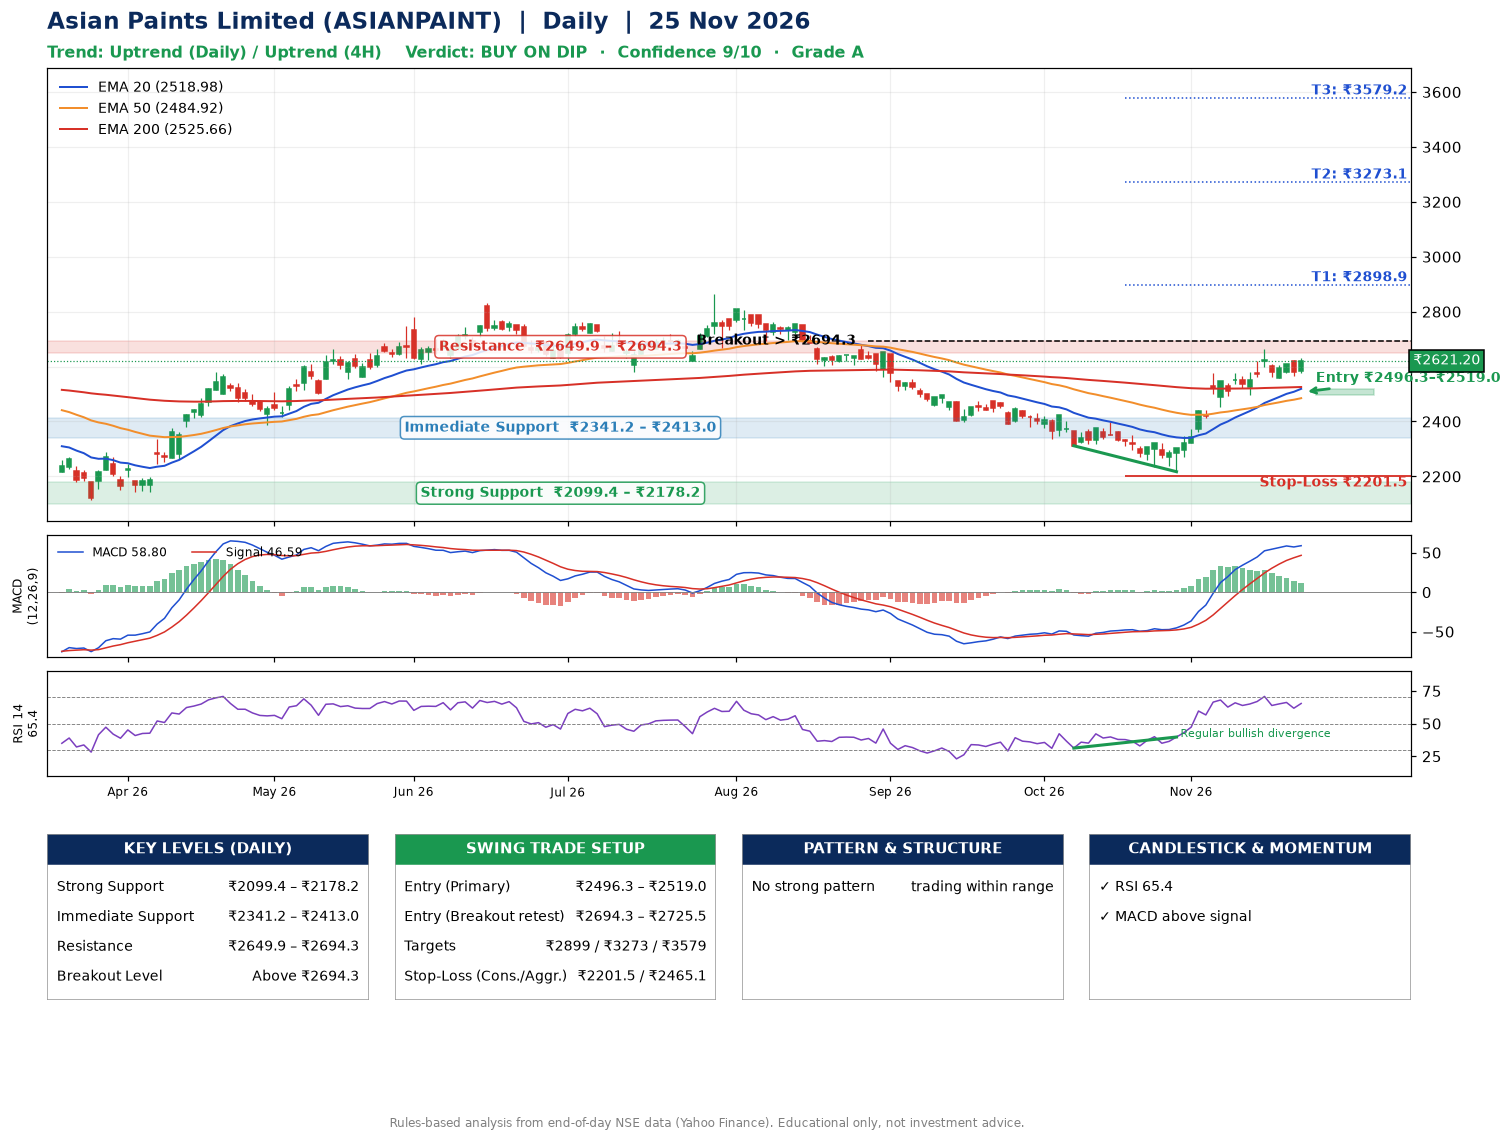 Asian Paints Limited (ASIANPAINT) | Daily | 25 Nov 2026
Trend: Uptrend (Daily) / Uptrend (4H) Verdict: BUY ON DIP · Confidence 9/10 · Grade A
EMA 20 (2518.98)
EMA 50 (2484.92)
EMA 200 (2525.66)
T3: ₹3579.2
T2: ₹3273.1
T1: ₹2898.9
3600
3400
3200
3000
2800
2400
2200
Resistance ₹2649.9 – ₹2694.3
Breakout > ₹2694.3
₹2621.20
Entry ₹2496.3–₹2519.0
Immediate Support ₹2341.2 – ₹2413.0
Stop-Loss ₹2201.5
Strong Support ₹2099.4 – ₹2178.2
MACD 58.80
Signal 46.59
MACD
(12,26,9)
50
0
−50
RSI 14
65.4
75
50
25
Regular bullish divergence
Apr 26
May 26
Jun 26
Jul 26
Aug 26
Sep 26
Oct 26
Nov 26
KEY LEVELS (DAILY)
Strong Support ₹2099.4 – ₹2178.2
Immediate Support ₹2341.2 – ₹2413.0
Resistance ₹2649.9 – ₹2694.3
Breakout Level Above ₹2694.3
SWING TRADE SETUP
Entry (Primary) ₹2496.3 – ₹2519.0
Entry (Breakout retest) ₹2694.3 – ₹2725.5
Targets ₹2899 / ₹3273 / ₹3579
Stop-Loss (Cons./Aggr.) ₹2201.5 / ₹2465.1
PATTERN & STRUCTURE
No strong pattern trading within range
CANDLESTICK & MOMENTUM
✓ RSI 65.4
✓ MACD above signal
Rules-based analysis from end-of-day NSE data (Yahoo Finance). Educational only, not investment advice.